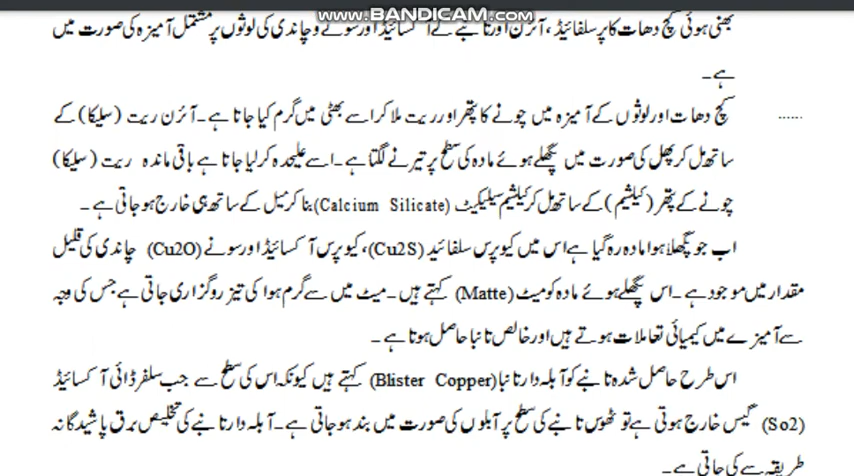 www.BANDICAM.com
بھنی ہوئی کچ دھات کاپر سلفائیڈ، آئرن اور تانبے کے آکسائیڈ اور سونے و چاندی کی لوثوں پر مشتمل آمیزہ کی صورت میں
ہے۔
...... کچ دھات اور لوثوں کے آمیزہ میں چونے کا پتھر اور ریت ملا کر اسے بھٹی میں گرم کیا جاتا ہے۔ آئرن ریت (سلیکا) کے
ساتھ مل کر پھل کی صورت میں پگھلے ہوئے مادہ کی سطح پر تیرنے لگتا ہے۔ اسے علیحدہ کر لیا جاتا ہے باقی ماندہ ریت (سلیکا)
چونے کے پتھر (کیلشیم) کے ساتھ مل کر کیلشیم سیلیکیٹ (Calcium Silicate) بنا کر میل کے ساتھ ہی خارج ہو جاتی ہے۔
اب جو پگھلا ہوا مادہ رہ گیا ہے اس میں کیوپرس سلفائید (Cu2S)، کیوپرس آکسائیڈ اور سونے (Cu2O) چاندی کی قلیل
مقدار میں موجود ہے۔ اس پگھلے ہوئے مادہ کو میٹ (Matte) کہتے ہیں۔ میٹ میں سے گرم ہوا کی تیز رو گزاری جاتی ہے جس کی وجہ
سے آمیزے میں کیمیائی تعاملات ہوتے ہیں اور خالص تانبا حاصل ہوتا ہے۔
اس طرح حاصل شدہ تانبے کو آبلہ دار تانبا (Blister Copper) کہتے ہیں کیونکہ اس کی سطح سے جب سلفر ڈائی آکسائیڈ
(So2) گیس خارج ہوتی ہے تو ٹھوس تانبے کی سطح پر آبلوں کی صورت میں بند ہو جاتی ہے۔ آبلہ دار تانبے کی تخلیص برق پاشیدگانہ
طریقہ سے کی جاتی ہے۔